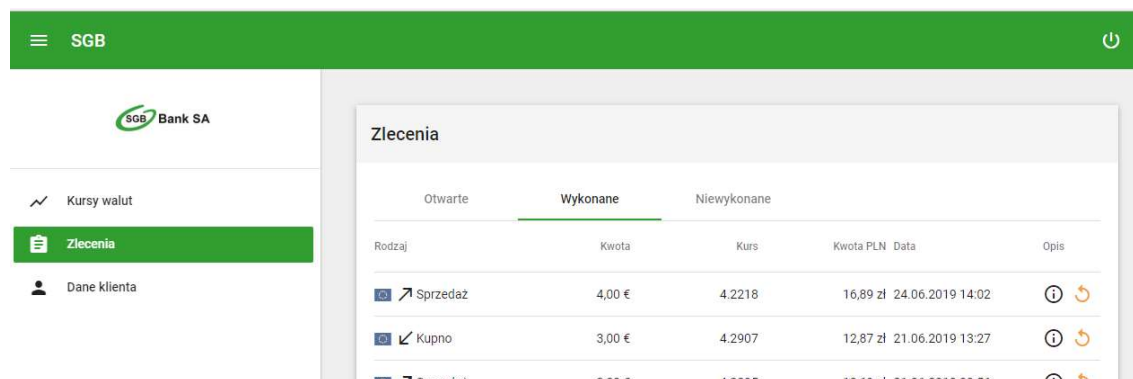 SGB
SGB Bank SA
Zlecenia
Kursy walut
Zlecenia
Dane klienta
Otwarte Wykonane Niewykonane
Rodzaj Kwota Kurs Kwota PLN Data Opis
Sprzedaż 4,00 € 4.2218 16,89 zł 24.06.2019 14:02
Kupno 3,00 € 4.2907 12,87 zł 21.06.2019 13:27